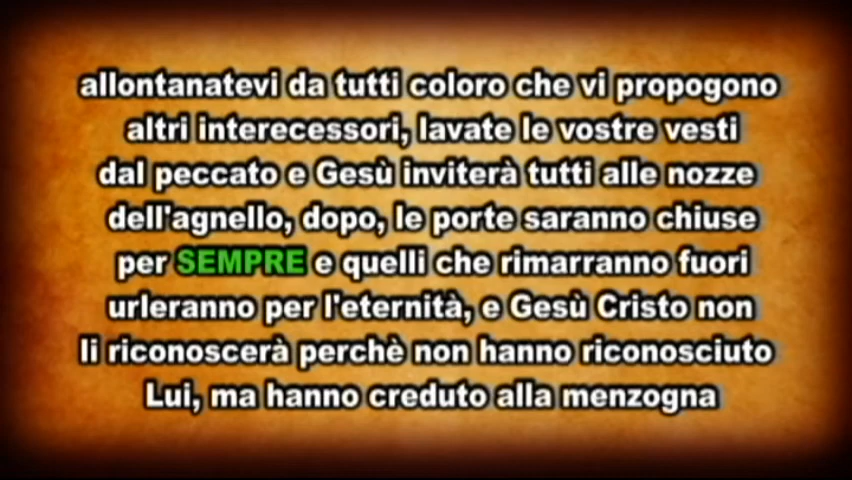 allontanatevi da tutti coloro che vi propogono
altri interecessori, lavate le vostre vesti
dal peccato e Gesù inviterà tutti alle nozze
dell'agnello, dopo, le porte saranno chiuse
per SEMPRE e quelli che rimarranno fuori
urleranno per l'eternità, e Gesù Cristo non
li riconoscerà perchè non hanno riconosciuto
Lui, ma hanno creduto alla menzogna